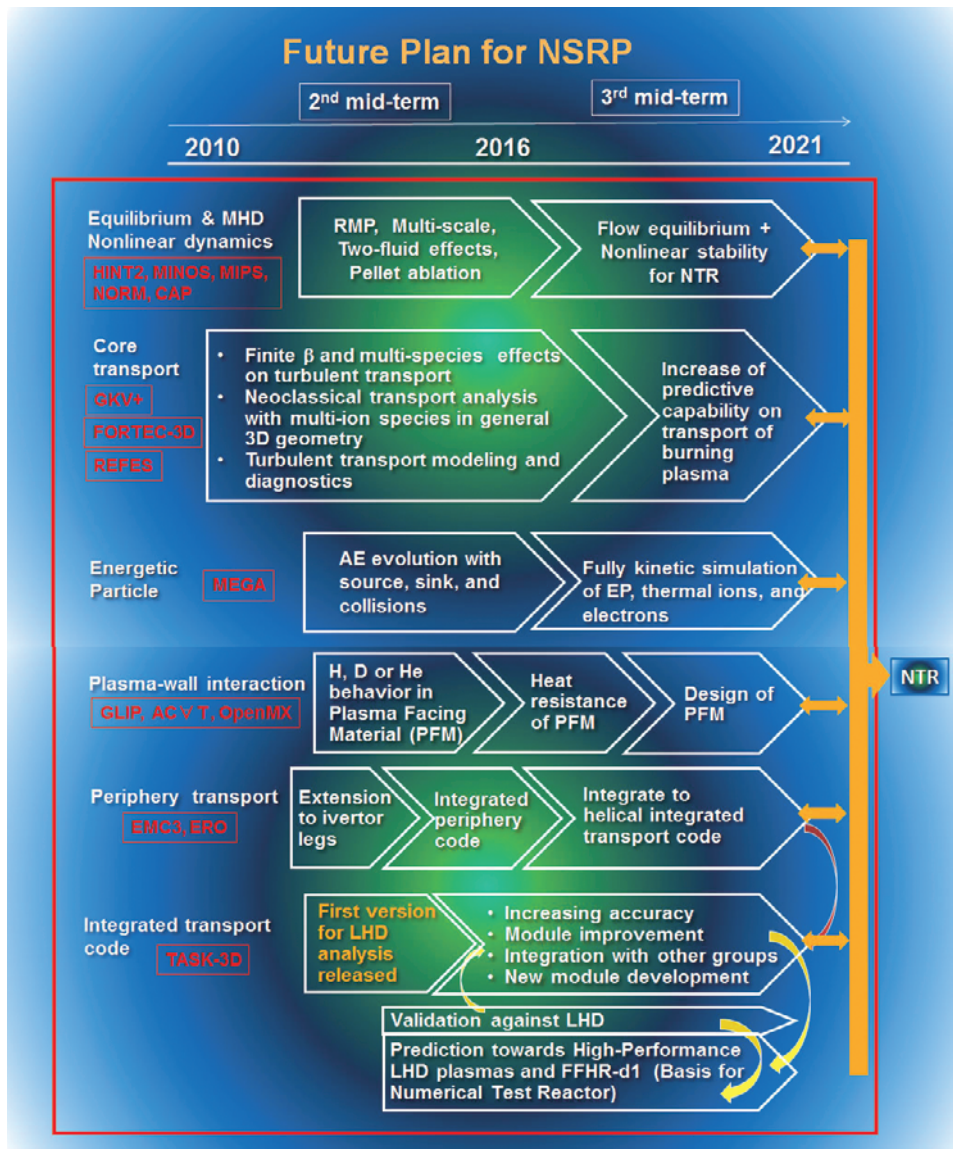 Future Plan for NSRP
2nd mid-term
3rd mid-term
2010
2016
2021
Equilibrium & MHD
Nonlinear dynamics
HINT2, MINOS, MIPS,
NORM, CAP
RMP, Multi-scale,
Two-fluid effects,
Pellet ablation
Flow equilibrium +
Nonlinear stability
for NTR
Core
transport
GKV+
FORTEC-3D
REFES
• Finite β and multi-species effects
on turbulent transport
• Neoclassical transport analysis
with multi-ion species in general
3D geometry
• Turbulent transport modeling and
diagnostics
Increase of
predictive
capability on
transport of
burning
plasma
Energetic
Particle
MEGA
AE evolution with
source, sink, and
collisions
Fully kinetic simulation
of EP, thermal ions, and
electrons
NTR
Plasma-wall interaction
GLIP, AC∀T, OpenMX
H, D or He
behavior in
Plasma Facing
Material (PFM)
Heat
resistance
of PFM
Design of
PFM
Periphery transport
EMC3, ERO
Extension
to ivertor
legs
Integrated
periphery
code
Integrate to
helical integrated
transport code
Integrated transport
code
TASK-3D
First version
for LHD
analysis
released
• Increasing accuracy
• Module improvement
• Integration with other groups
• New module development
Validation against LHD
Prediction towards High-Performance
LHD plasmas and FFHR-d1 (Basis for
Numerical Test Reactor)